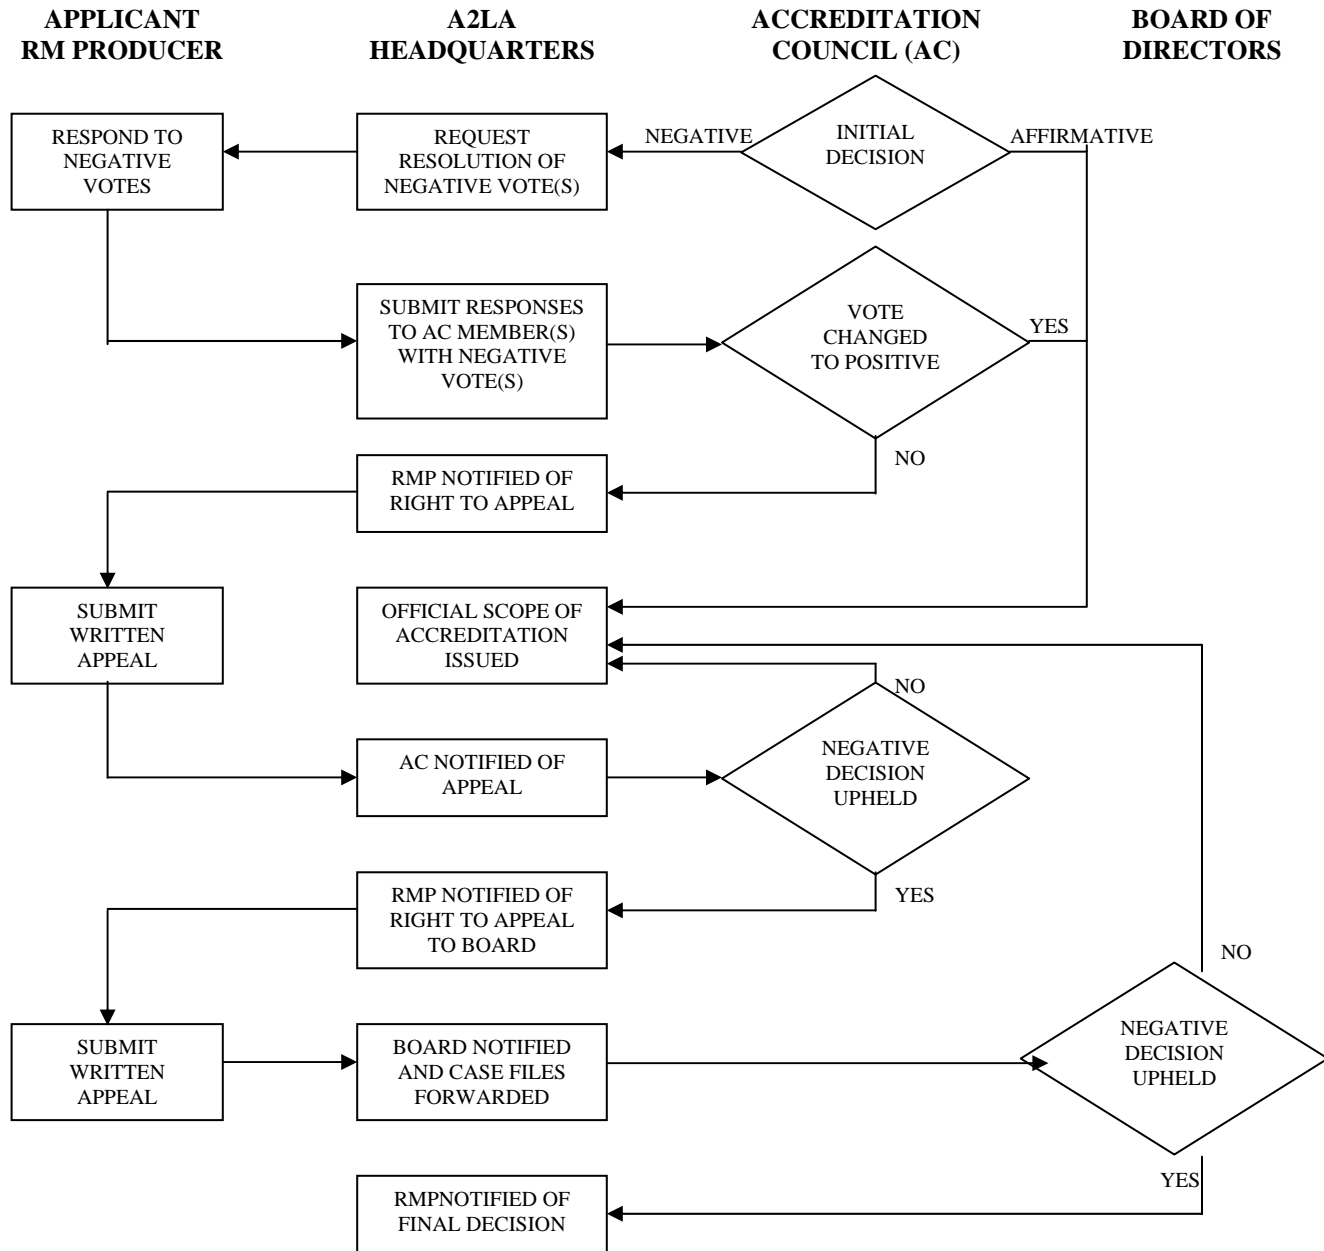 APPLICANT
RM PRODUCER
A2LA
HEADQUARTERS
ACCREDITATION
COUNCIL (AC)
BOARD OF
DIRECTORS
RESPOND TO
NEGATIVE
VOTES
REQUEST
RESOLUTION OF
NEGATIVE VOTE(S)
NEGATIVE
INITIAL
DECISION
AFFIRMATIVE
SUBMIT RESPONSES
TO AC MEMBER(S)
WITH NEGATIVE
VOTE(S)
VOTE
CHANGED
TO POSITIVE
YES
NO
RMP NOTIFIED OF
RIGHT TO APPEAL
SUBMIT
WRITTEN
APPEAL
OFFICIAL SCOPE OF
ACCREDITATION
ISSUED
NO
AC NOTIFIED OF
APPEAL
NEGATIVE
DECISION
UPHELD
YES
RMP NOTIFIED OF
RIGHT TO APPEAL
TO BOARD
NO
SUBMIT
WRITTEN
APPEAL
BOARD NOTIFIED
AND CASE FILES
FORWARDED
NEGATIVE
DECISION
UPHELD
YES
RMPNOTIFIED OF
FINAL DECISION